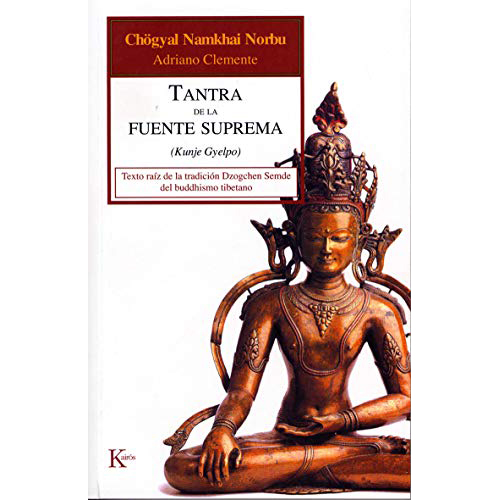 Chögyal Namkhai Norbu
Adriano Clemente
TANTRA
DE LA
FUENTE SUPREMA
(Kunje Gyelpo)
Texto raíz de la tradición Dzogchen Semde
del buddhismo tibetano
Kairós